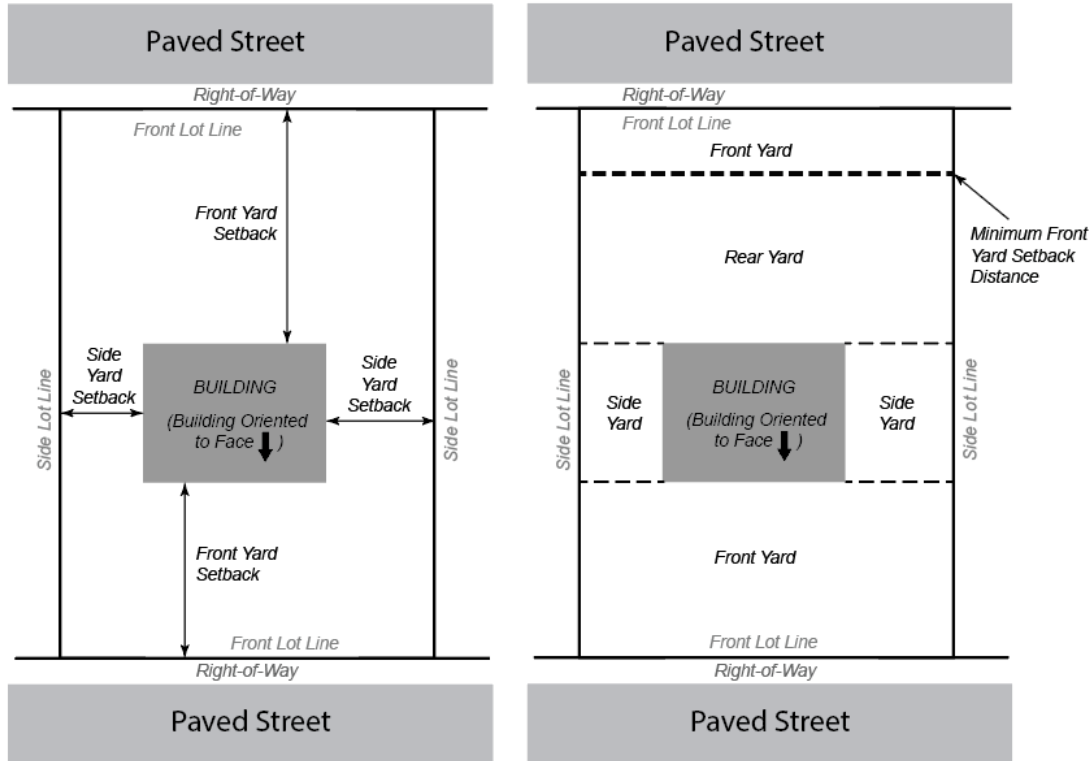 Paved Street
Right-of-Way
Front Lot Line
Front Yard
Setback
Side
Yard
Setback
Side
Yard
Setback
BUILDING
(Building Oriented
to Face )
Side Lot Line
Side Lot Line
Front Yard
Setback
Front Lot Line
Right-of-Way
Paved Street
Paved Street
Right-of-Way
Front Lot Line
Front Yard
Minimum Front
Yard Setback
Distance
Rear Yard
Side Lot Line
Side
Yard
BUILDING
(Building Oriented
to Face )
Side
Yard
Side Lot Line
Front Yard
Front Lot Line
Right-of-Way
Paved Street